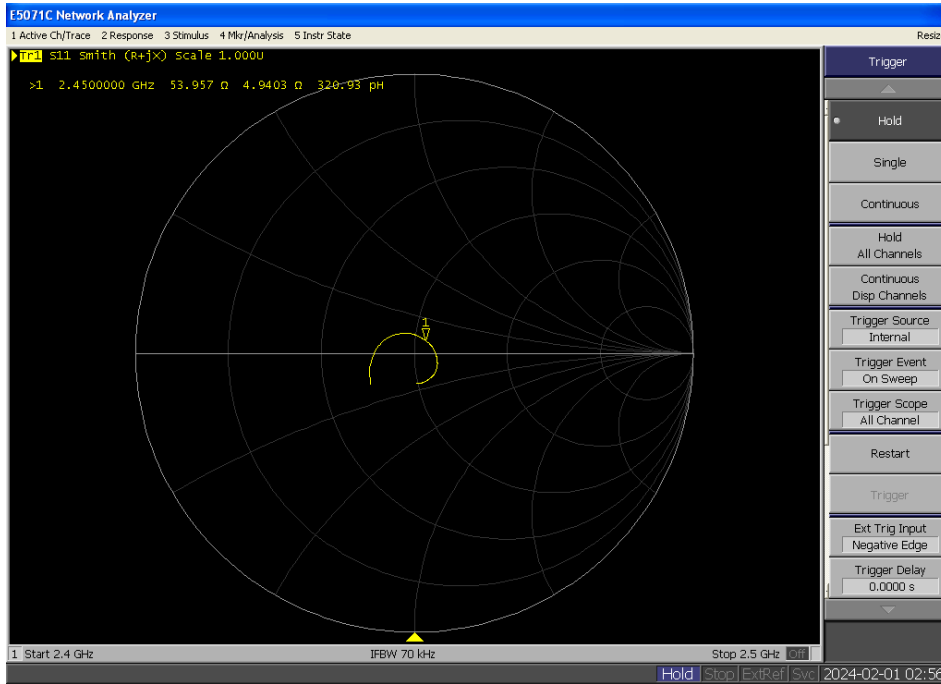 E5071C Network Analyzer
1 Active Ch/Trace 2 Response 3 Stimulus 4 Mkr/Analysis 5 Instr State
Resiz
Tr1 S11 Smith (R+jX) Scale 1.000U
>1 2.4500000 GHz 53.957 Ω 4.9403 Ω 320.93 pH
1
Trigger
Hold
Single
Continuous
Hold
All Channels
Continuous
Disp Channels
Trigger Source
Internal
Trigger Event
On Sweep
Trigger Scope
All Channel
Restart
Trigger
Ext Trig Input
Negative Edge
Trigger Delay
0.0000 s
1 Start 2.4 GHz IFBW 70 kHz Stop 2.5 GHz Off
Hold Stop ExtRef Svc 2024-02-01 02:56